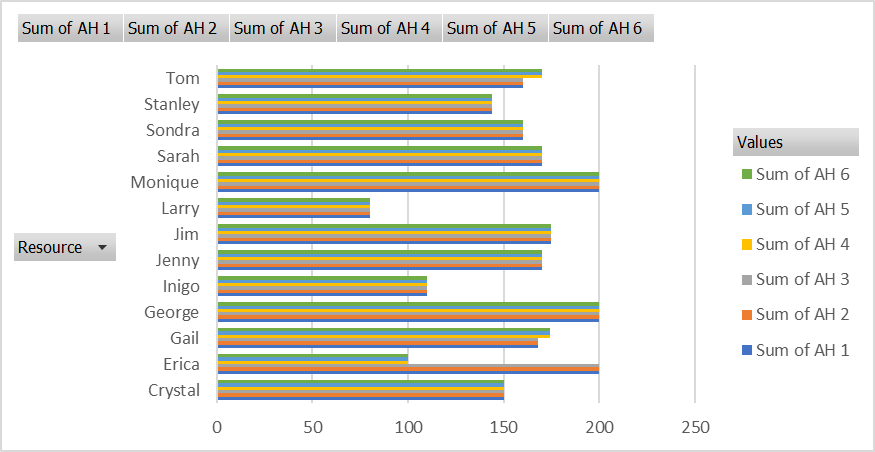 Sum of AH 1 Sum of AH 2 Sum of AH 3 Sum of AH 4 Sum of AH 5 Sum of AH 6
Tom
Stanley
Sondra
Sarah
Monique
Larry
Jim
Jenny
Inigo
George
Gail
Erica
Crystal
Resource
0 50 100 150 200 250
Values
Sum of AH 6
Sum of AH 5
Sum of AH 4
Sum of AH 3
Sum of AH 2
Sum of AH 1